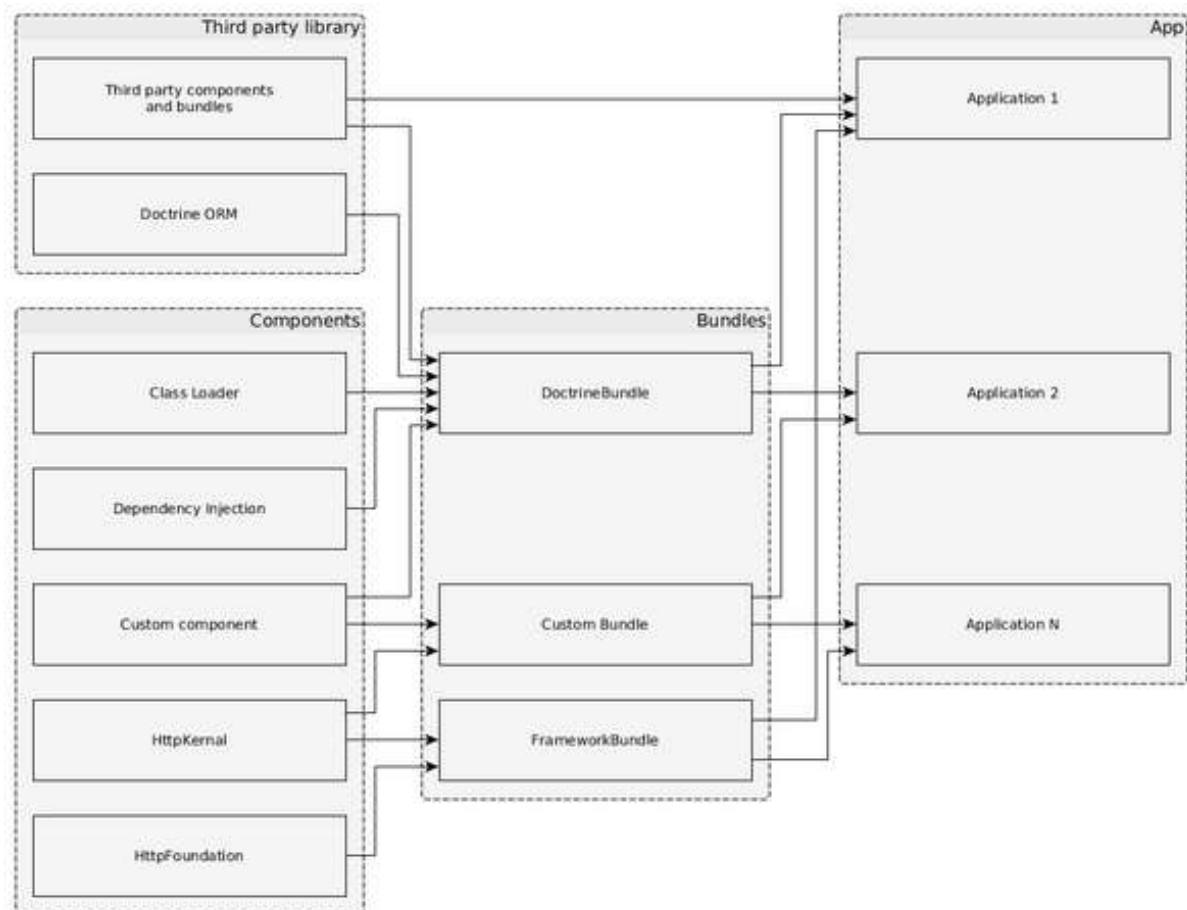 Third party library
Third party components
and bundles
Doctrine ORM
Components
Class Loader
Dependency Injection
Custom component
HttpKernal
HttpFoundation
Bundles
DoctrineBundle
Custom Bundle
FrameworkBundle
App
Application 1
Application 2
Application N